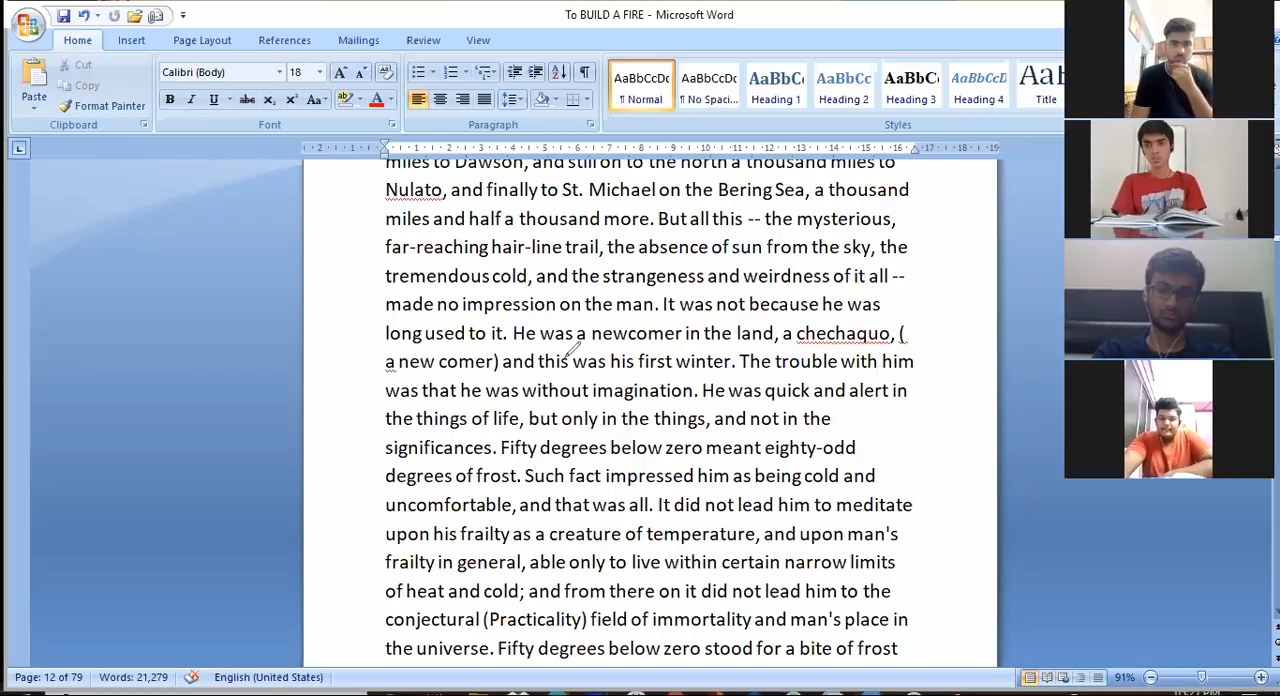 To BUILD A FIRE - Microsoft Word
Home Insert Page Layout References Mailings Review View
Paste
Cut
Copy
Format Painter
Calibri (Body) 18
AaBbCcDc AaBbCcDc AaBbC AaBbCc AaBbC AaBbCcD
¶ Normal ¶ No Spaci... Heading 1 Heading 2 Heading 3 Heading 4 Title
Clipboard Font Paragraph Styles
miles to Dawson, and still on to the north a thousand miles to
Nulato, and finally to St. Michael on the Bering Sea, a thousand
miles and half a thousand more. But all this -- the mysterious,
far-reaching hair-line trail, the absence of sun from the sky, the
tremendous cold, and the strangeness and weirdness of it all --
made no impression on the man. It was not because he was
long used to it. He was a newcomer in the land, a chechaquo, (
a new comer) and this was his first winter. The trouble with him
was that he was without imagination. He was quick and alert in
the things of life, but only in the things, and not in the
significances. Fifty degrees below zero meant eighty-odd
degrees of frost. Such fact impressed him as being cold and
uncomfortable, and that was all. It did not lead him to meditate
upon his frailty as a creature of temperature, and upon man's
frailty in general, able only to live within certain narrow limits
of heat and cold; and from there on it did not lead him to the
conjectural (Practicality) field of immortality and man's place in
the universe. Fifty degrees below zero stood for a bite of frost
Page: 12 of 79 Words: 21,279 English (United States) 91%